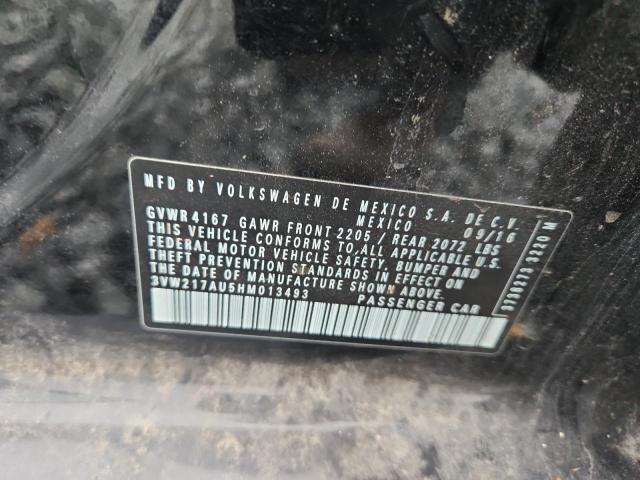 MFD BY VOLKSWAGEN DE MEXICO S.A. DE C.V.
MEXICO 09/16
GVWR 4167 GAWR FRONT 2205 / REAR 2072 LBS
THIS VEHICLE CONFORMS TO ALL APPLICABLE U.S.
FEDERAL MOTOR VEHICLE SAFETY, BUMPER AND
THEFT PREVENTION STANDARDS IN EFFECT ON
THE DATE OF MANUFACTURE SHOWN ABOVE.
3VW217AU5HM013493 PASSENGER CAR